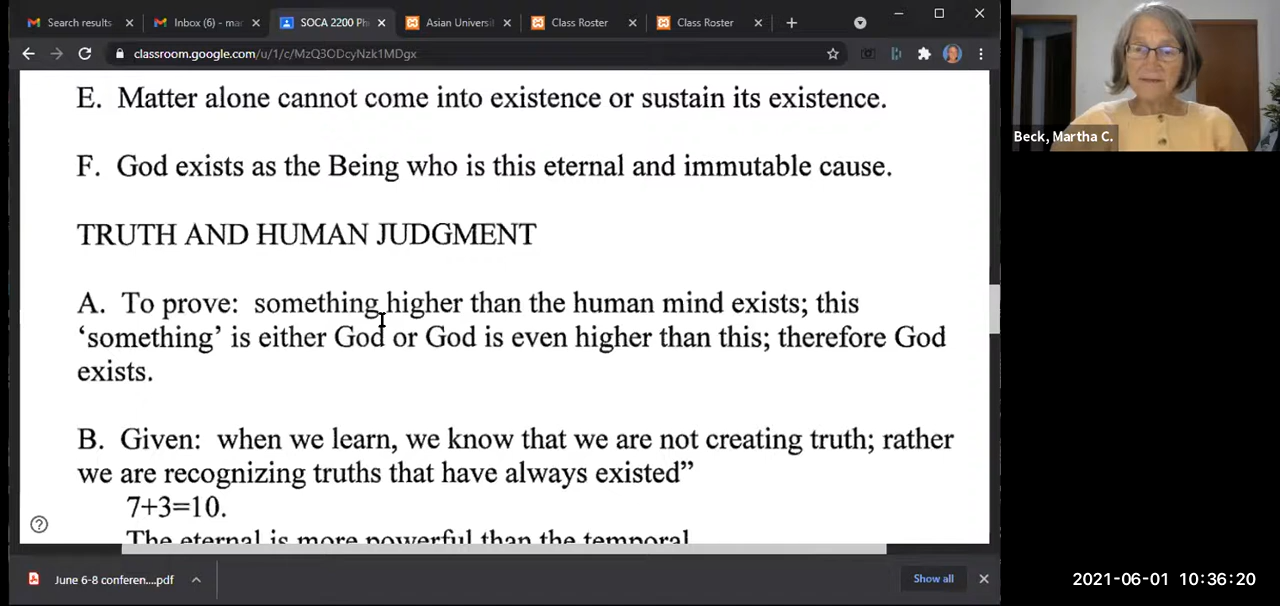 Search results
Inbox (6) - mac
SOCA 2200 Ph
Asian Universi
Class Roster
Class Roster
classroom.google.com/u/1/c/MzQ3ODcyNzk1MDgx
E. Matter alone cannot come into existence or sustain its existence.
F. God exists as the Being who is this eternal and immutable cause.
TRUTH AND HUMAN JUDGMENT
A. To prove: something higher than the human mind exists; this
‘something’ is either God or God is even higher than this; therefore God
exists.
B. Given: when we learn, we know that we are not creating truth; rather
we are recognizing truths that have always existed”
7+3=10.
The eternal is more powerful than the temporal
June 6-8 conferen....pdf
Show all
Beck, Martha C.
2021-06-01 10:36:20